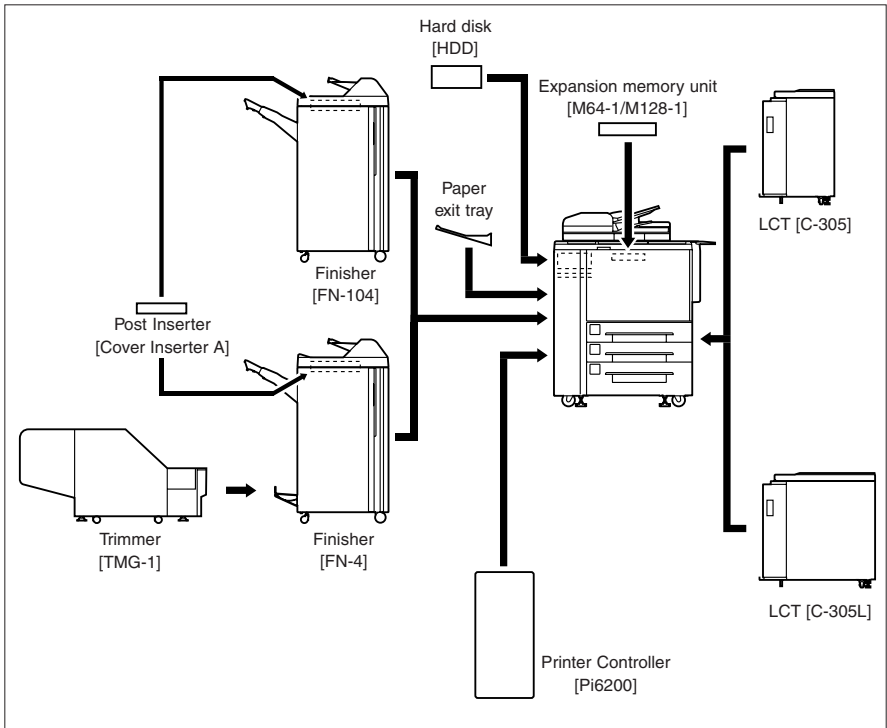 Hard disk
[HDD]
Expansion memory unit
[M64-1/M128-1]
Paper
exit tray
LCT [C-305]
Finisher
[FN-104]
Post Inserter
[Cover Inserter A]
Trimmer
[TMG-1]
Finisher
[FN-4]
LCT [C-305L]
Printer Controller
[Pi6200]